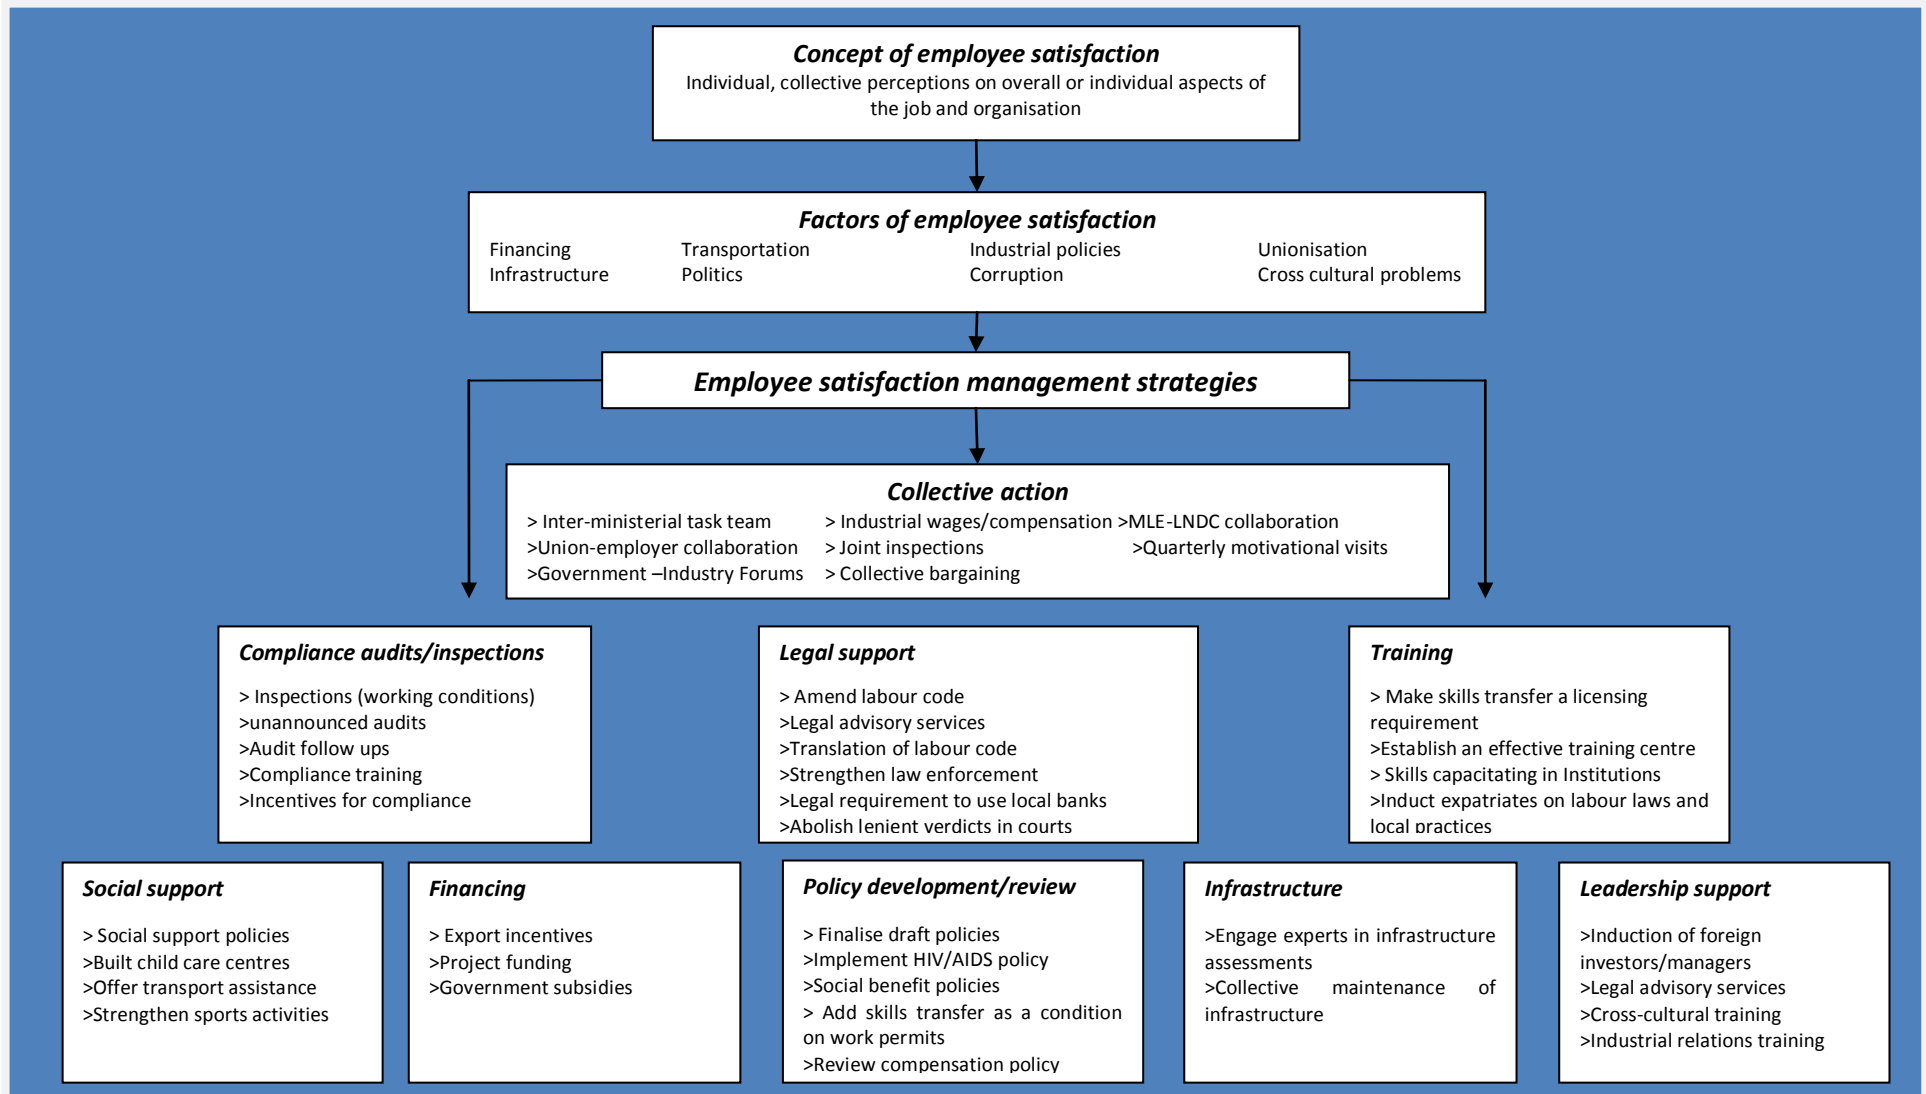 Concept of employee satisfaction
Individual, collective perceptions on overall or individual aspects of
the job and organisation
Factors of employee satisfaction
Financing Transportation Industrial policies Unionisation
Infrastructure Politics Corruption Cross cultural problems
Employee satisfaction management strategies
Collective action
> Inter-ministerial task team > Industrial wages/compensation >MLE-LNDC collaboration
>Union-employer collaboration > Joint inspections >Quarterly motivational visits
>Government –Industry Forums > Collective bargaining
Compliance audits/inspections
> Inspections (working conditions)
>unannounced audits
>Audit follow ups
>Compliance training
>Incentives for compliance
Legal support
> Amend labour code
>Legal advisory services
>Translation of labour code
>Strengthen law enforcement
>Legal requirement to use local banks
>Abolish lenient verdicts in courts
Training
> Make skills transfer a licensing
requirement
>Establish an effective training centre
> Skills capacitating in Institutions
>Induct expatriates on labour laws and
local practices
Social support
> Social support policies
>Built child care centres
>Offer transport assistance
>Strengthen sports activities
Financing
> Export incentives
>Project funding
>Government subsidies
Policy development/review
> Finalise draft policies
>Implement HIV/AIDS policy
>Social benefit policies
> Add skills transfer as a condition
on work permits
>Review compensation policy
Infrastructure
>Engage experts in infrastructure
assessments
>Collective maintenance of
infrastructure
Leadership support
>Induction of foreign
investors/managers
>Legal advisory services
>Cross-cultural training
>Industrial relations training